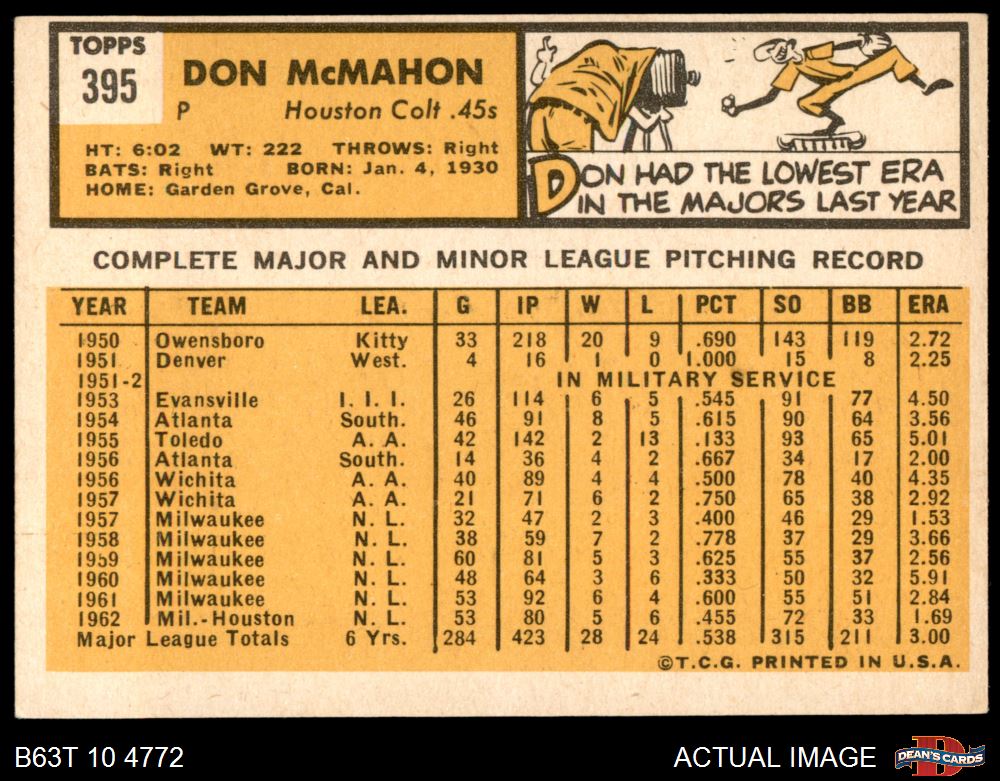 TOPPS
395
DON McMAHON
P Houston Colt .45s
HT: 6:02 WT: 222 THROWS: Right
BATS: Right BORN: Jan. 4, 1930
HOME: Garden Grove, Cal.
DON HAD THE LOWEST ERA
IN THE MAJORS LAST YEAR
COMPLETE MAJOR AND MINOR LEAGUE PITCHING RECORD
YEAR TEAM LEA. G IP W L PCT SO BB ERA
1950 Owensboro Kitty 33 218 20 9 .690 143 119 2.72
1951 Denver West. 4 16 1 0 1.000 15 8 2.25
1951-2 IN MILITARY SERVICE
1953 Evansville I. I. I. 26 114 6 5 .545 91 77 4.50
1954 Atlanta South. 46 91 8 5 .615 90 64 3.56
1955 Toledo A. A. 42 142 2 13 .133 93 65 5.01
1956 Atlanta South. 14 36 4 2 .667 34 17 2.00
1956 Wichita A. A. 40 89 4 4 .500 78 40 4.35
1957 Wichita A. A. 21 71 6 2 .750 65 38 2.92
1957 Milwaukee N. L. 32 47 2 3 .400 46 29 1.53
1958 Milwaukee N. L. 38 59 7 2 .778 37 29 3.66
1959 Milwaukee N. L. 60 81 5 3 .625 55 37 2.56
1960 Milwaukee N. L. 48 64 3 6 .333 50 32 5.91
1961 Milwaukee N. L. 53 92 6 4 .600 55 51 2.84
1962 Mil.-Houston N. L. 53 80 5 6 .455 72 33 1.69
Major League Totals 6 Yrs. 284 423 28 24 .538 315 211 3.00
©T.C.G. PRINTED IN U.S.A.
B63T 10 4772 ACTUAL IMAGE DEAN'S CARDS